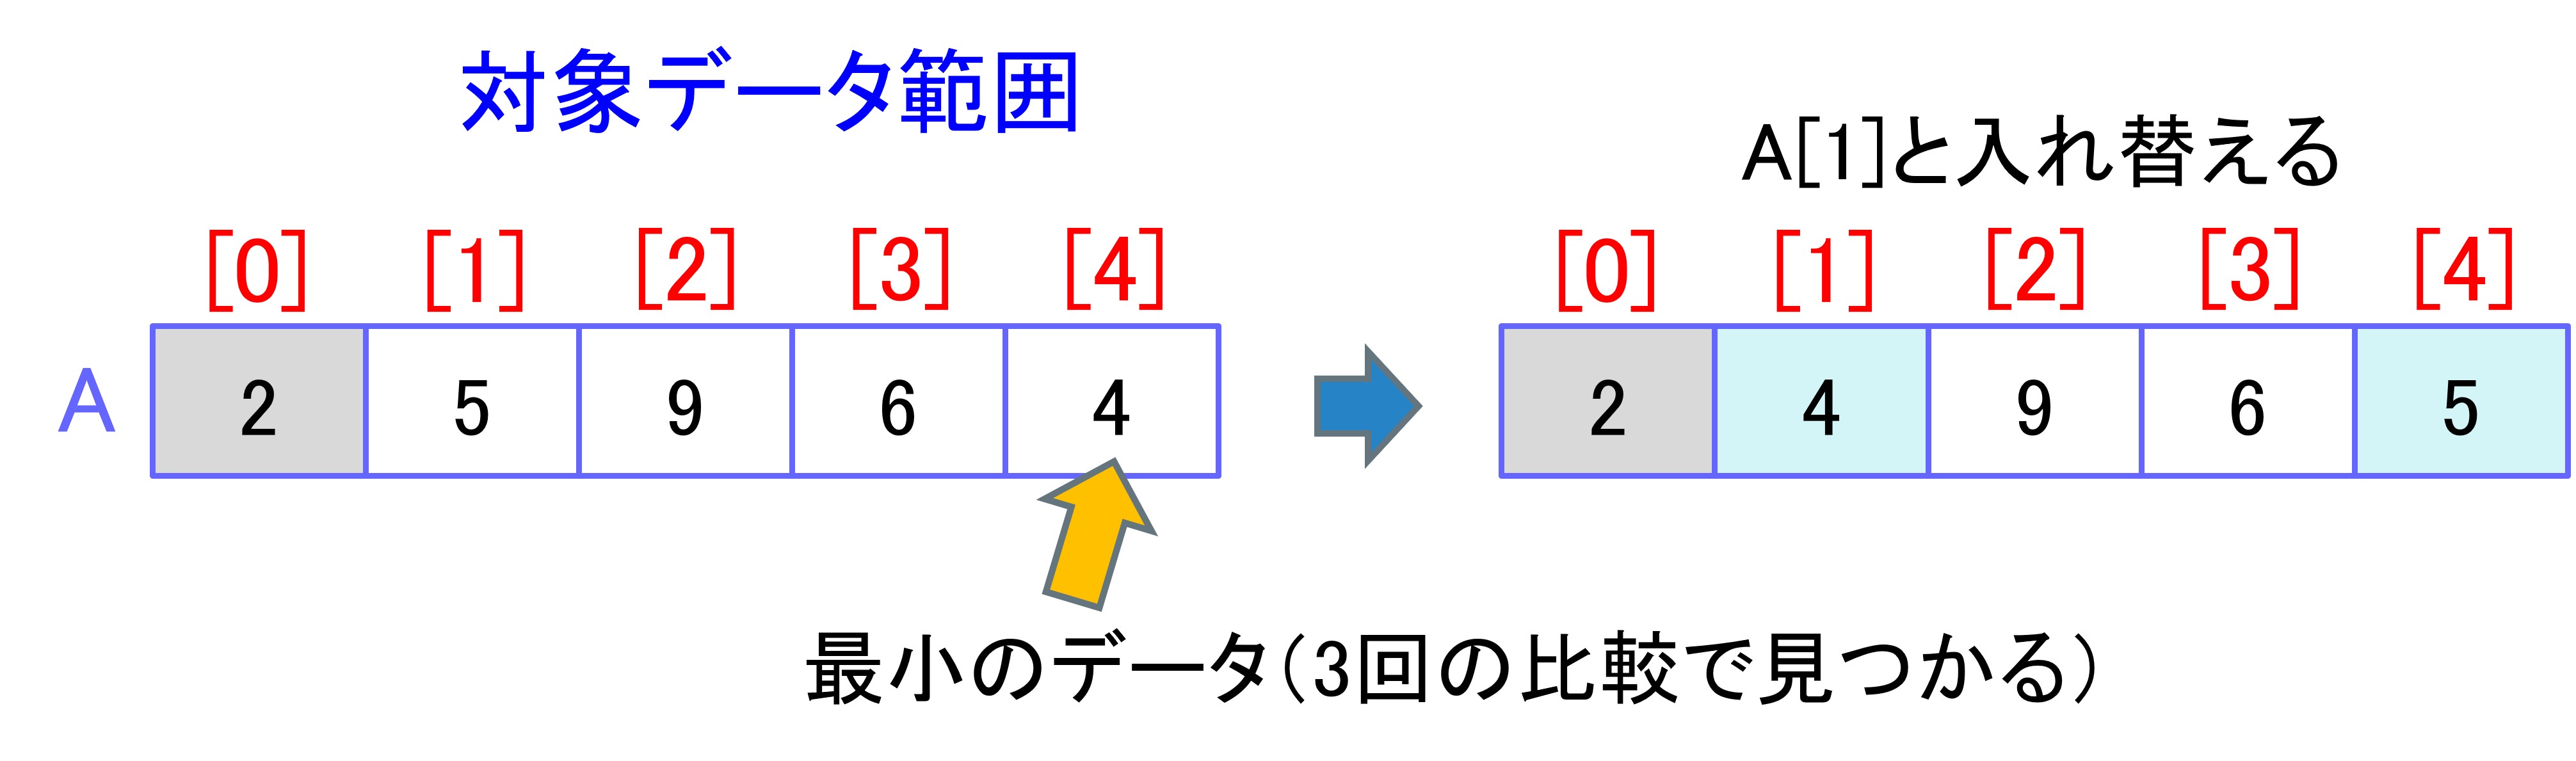 対象データ範囲
A[1]と入れ替える
[0] [1] [2] [3] [4] [0] [1] [2] [3] [4]
A 2 5 9 6 4 2 4 9 6 5
最小のデータ(3回の比較で見つかる)